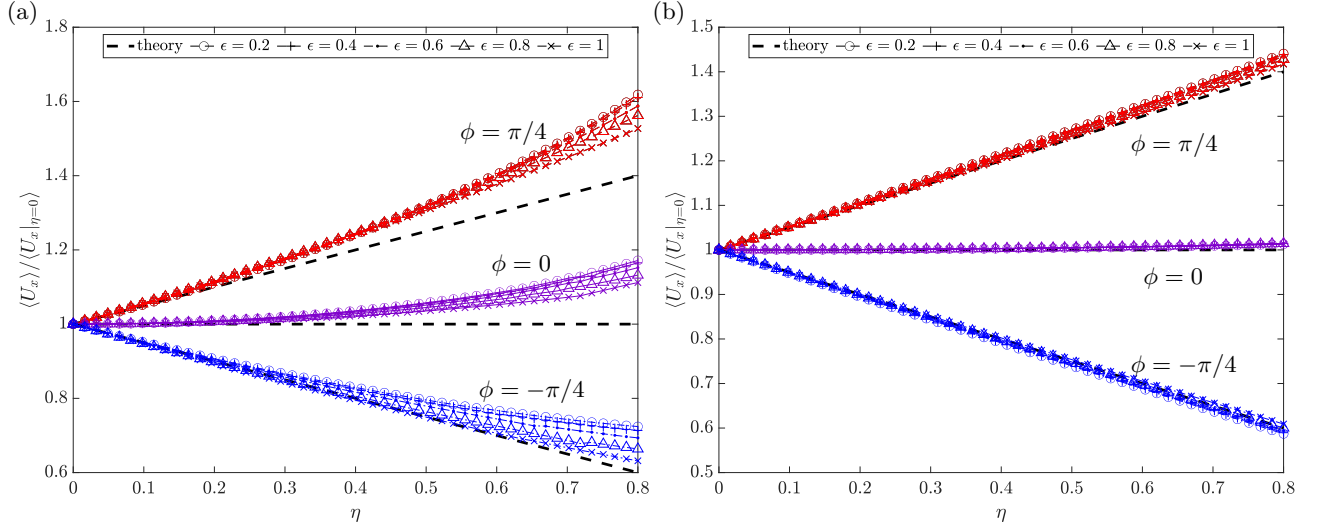 (a)
1.8
theory ϵ = 0.2 ϵ = 0.4 ϵ = 0.6 ϵ = 0.8 ϵ = 1
1.6
ϕ = π/4
1.4
⟨U_x⟩/⟨U_x|_{η=0}⟩
1.2
ϕ = 0
1
ϕ = −π/4
0.8
0.6
0 0.1 0.2 0.3 0.4 0.5 0.6 0.7 0.8
η
(b)
1.5
theory ϵ = 0.2 ϵ = 0.4 ϵ = 0.6 ϵ = 0.8 ϵ = 1
1.4
1.3
ϕ = π/4
1.2
1.1
⟨U_x⟩/⟨U_x|_{η=0}⟩
1
ϕ = 0
0.9
0.8
ϕ = −π/4
0.7
0.6
0.5
0 0.1 0.2 0.3 0.4 0.5 0.6 0.7 0.8
η